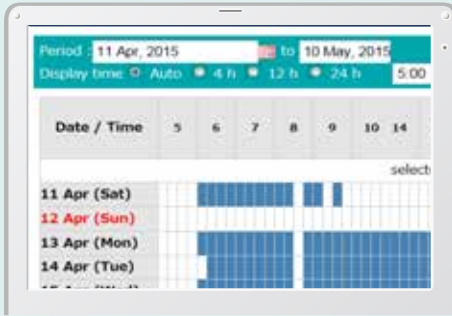 Period : 11 Apr, 2015 to 10 May, 2015
Display time Auto 4 h 12 h 24 h 5:00
Date / Time 5 6 7 8 9 10 14
select
11 Apr (Sat)
12 Apr (Sun)
13 Apr (Mon)
14 Apr (Tue)